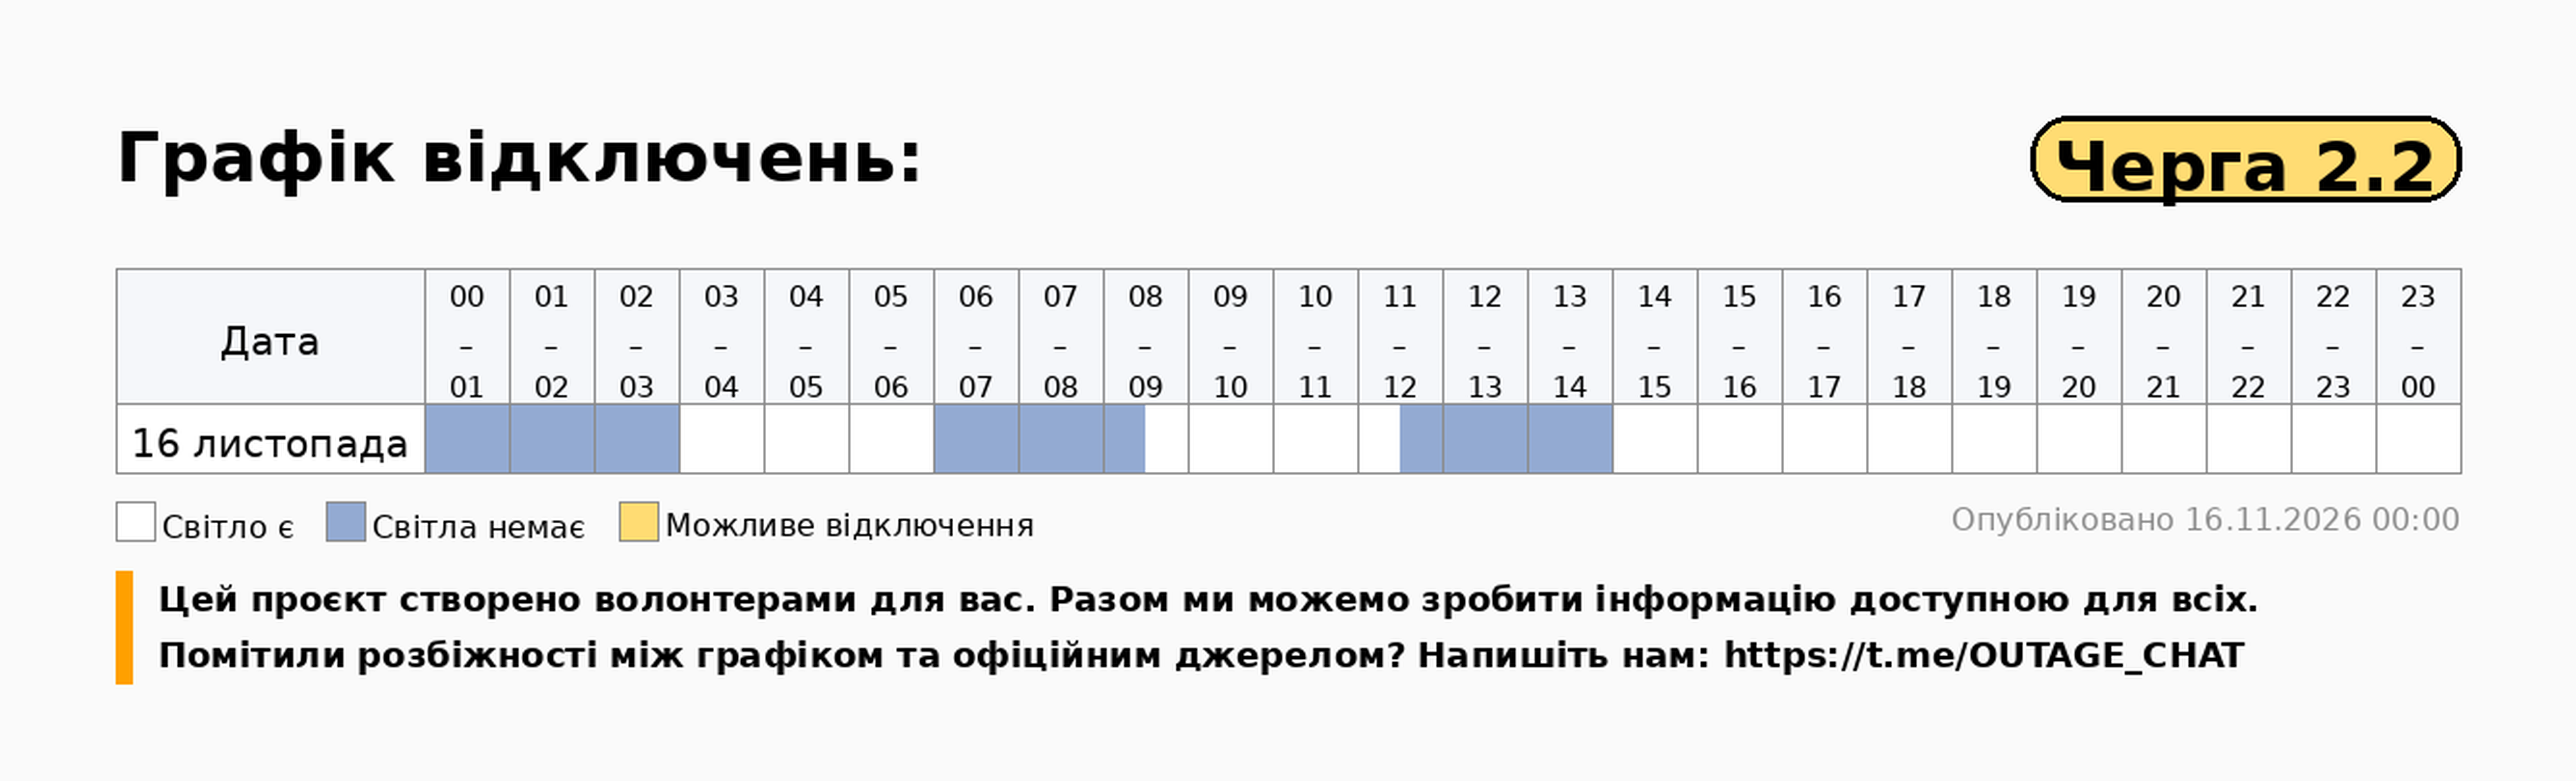 Графік відключень:
Черга 2.2
Дата 00 – 01 01 – 02 02 – 03 03 – 04 04 – 05 05 – 06 06 – 07 07 – 08 08 – 09 09 – 10 10 – 11 11 – 12 12 – 13 13 – 14 14 – 15 15 – 16 16 – 17 17 – 18 18 – 19 19 – 20 20 – 21 21 – 22 22 – 23 23 – 00
16 листопада
Світло є Світла немає Можливе відключення
Опубліковано 16.11.2026 00:00
Цей проєкт створено волонтерами для вас. Разом ми можемо зробити інформацію доступною для всіх.
Помітили розбіжності між графіком та офіційним джерелом? Напишіть нам: https://t.me/OUTAGE_CHAT